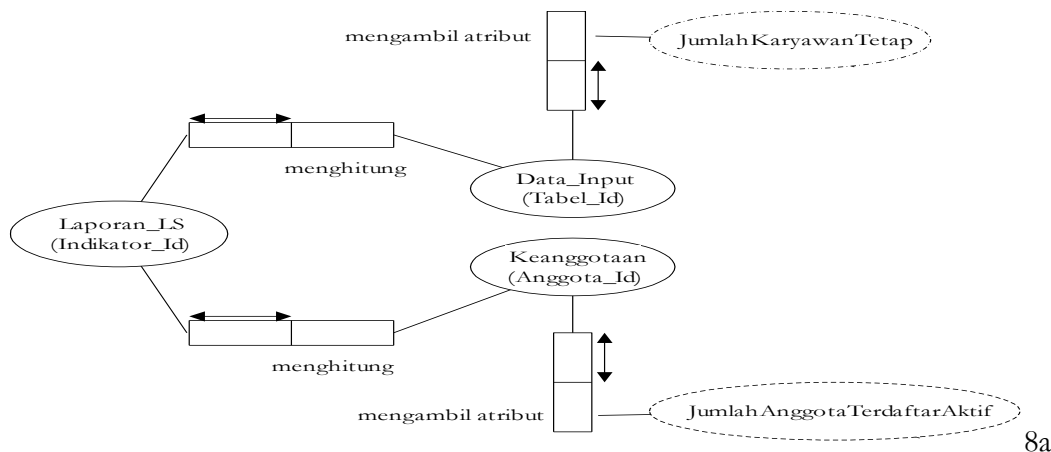 mengambil atribut
JumlahKaryawanTetap
menghitung
Data_Input
(Tabel_Id)
Laporan_LS
(Indikator_Id)
Keanggotaan
(Anggota_Id)
menghitung
mengambil atribut
JumlahAnggotaTerdaftarAktif
8a